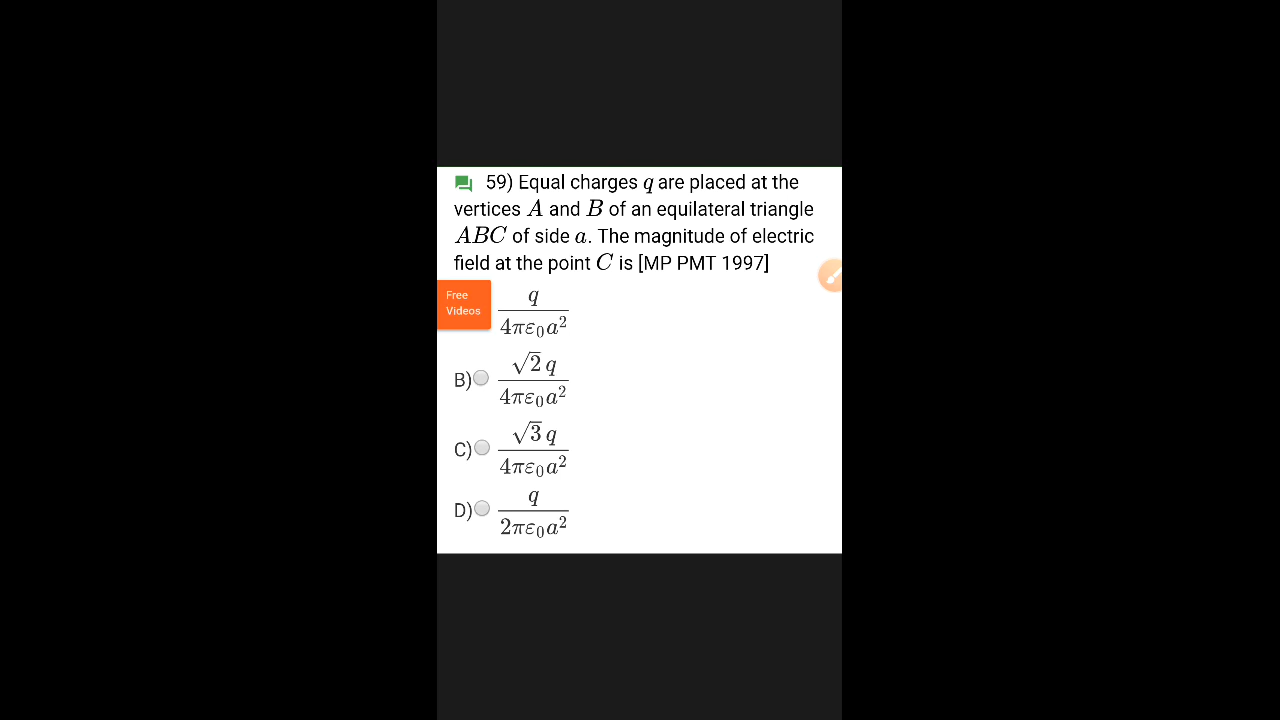 59) Equal charges q are placed at the
vertices A and B of an equilateral triangle
ABC of side a. The magnitude of electric
field at the point C is [MP PMT 1997]
Free
Videos
q
4πε₀a²
B) √2 q
4πε₀a²
C) √3 q
4πε₀a²
D) q
2πε₀a²